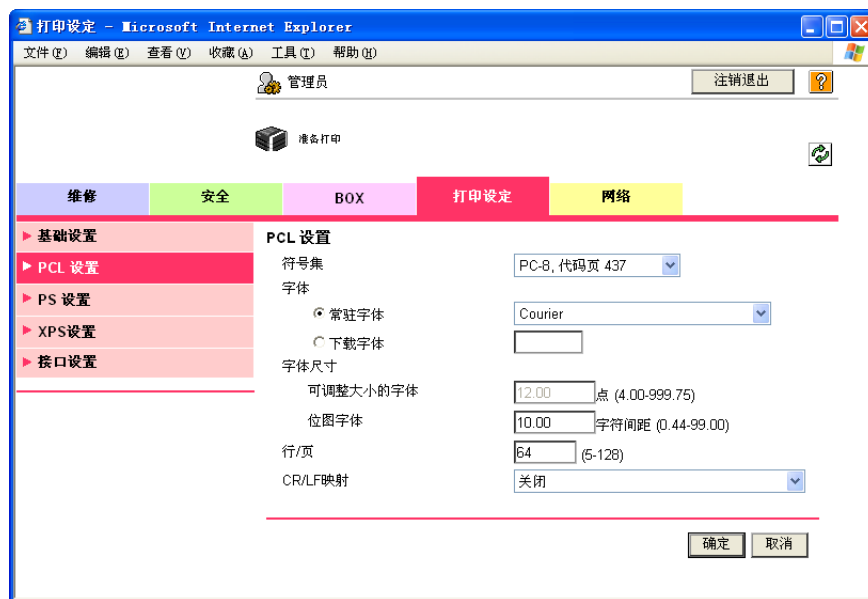 打印设定 - Microsoft Internet Explorer
文件(F) 编辑(E) 查看(V) 收藏(A) 工具(T) 帮助(H)
管理员 注销退出 ?
准备打印
维修 安全 BOX 打印设定 网络
基础设置
PCL 设置
PS 设置
XPS设置
接口设置
PCL 设置
符号集 PC-8, 代码页 437
字体
常驻字体 Courier
下载字体
字体尺寸
可调整大小的字体 12.00 点 (4.00-999.75)
位图字体 10.00 字符间距 (0.44-99.00)
行/页 64 (5-128)
CR/LF映射 关闭
确定 取消